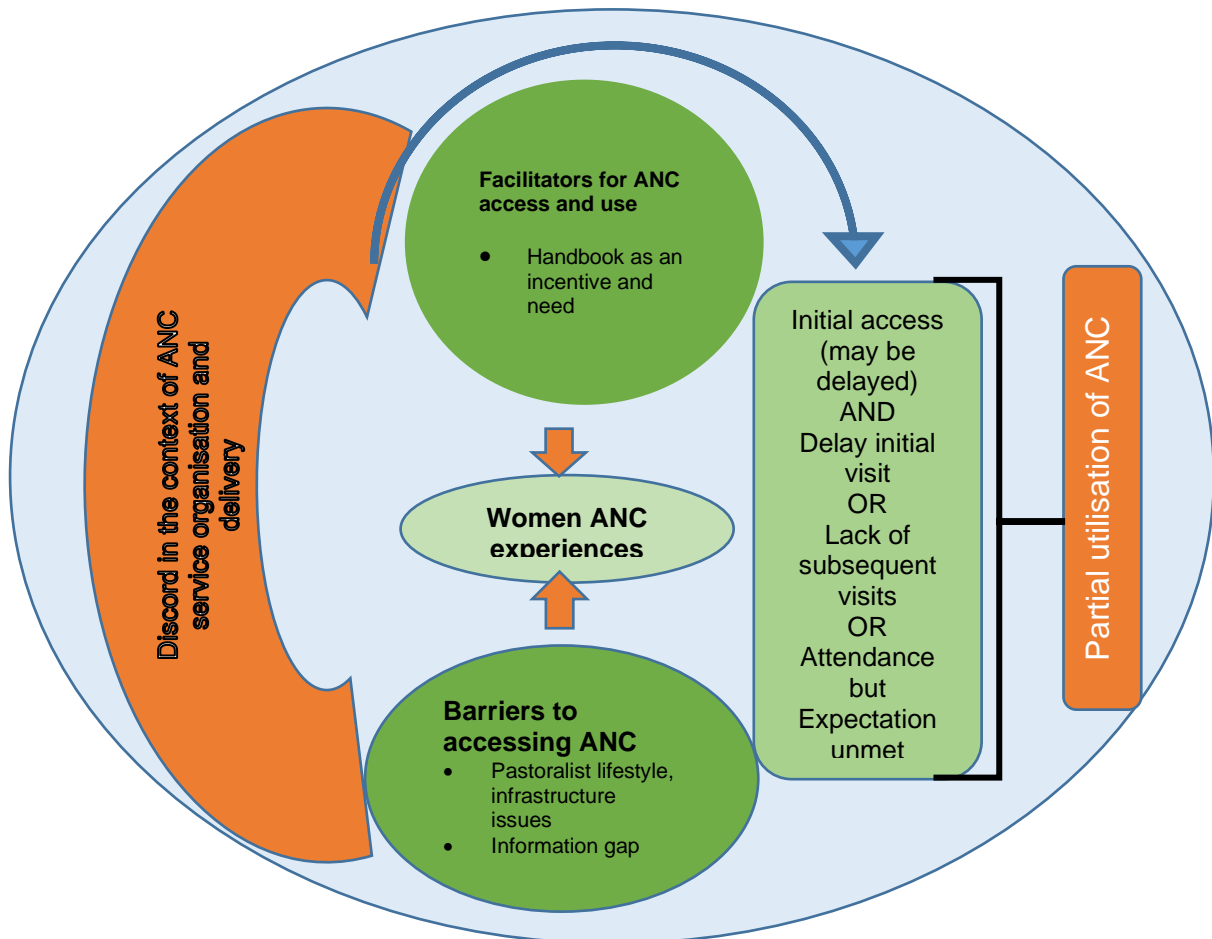 Discord in the context of ANC
service organisation and
delivery
Facilitators for ANC
access and use
• Handbook as an
incentive and
need
Women ANC
experiences
Barriers to
accessing ANC
• Pastoralist lifestyle,
infrastructure
issues
• Information gap
Initial access
(may be
delayed)
AND
Delay initial
visit
OR
Lack of
subsequent
visits
OR
Attendance
but
Expectation
unmet
Partial utilisation of ANC